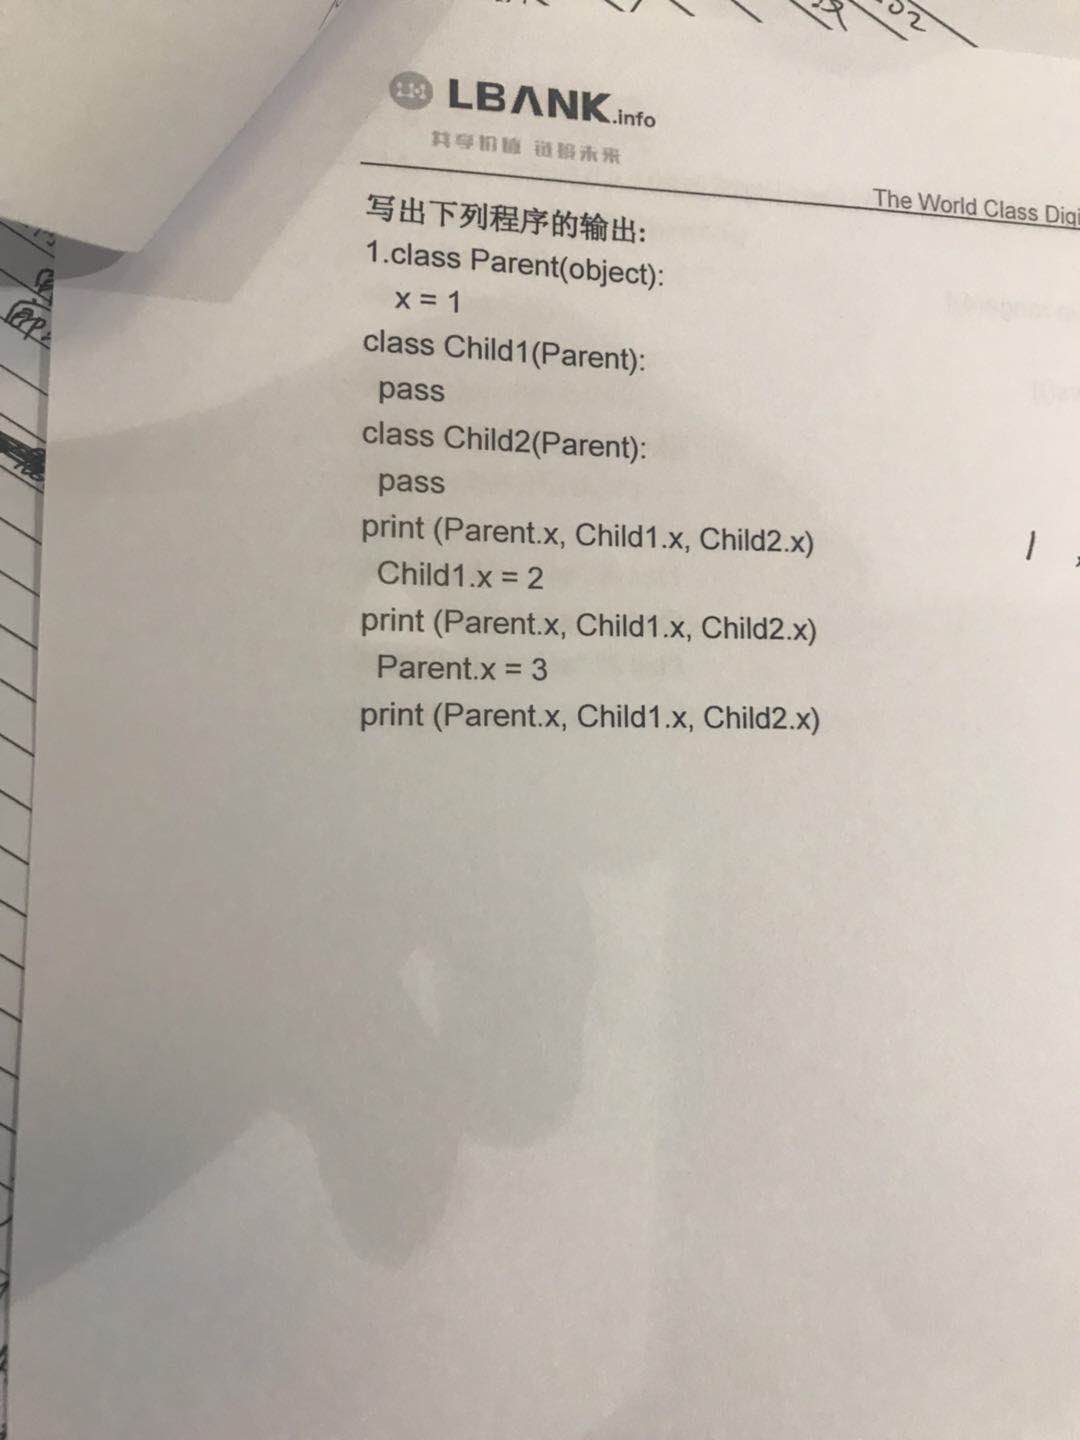 LBANK.info
共享价值 链接未来
The World Class Digi
写出下列程序的输出:
1.class Parent(object):
x = 1
class Child1(Parent):
pass
class Child2(Parent):
pass
print (Parent.x, Child1.x, Child2.x)
Child1.x = 2
print (Parent.x, Child1.x, Child2.x)
Parent.x = 3
print (Parent.x, Child1.x, Child2.x)